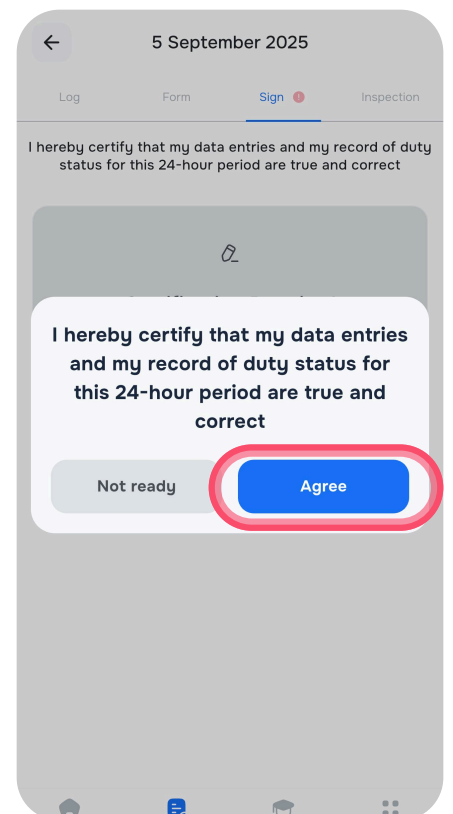 5 September 2025
Log
Form
Sign
Inspection
I hereby certify that my data entries and my record of duty
status for this 24-hour period are true and correct
I hereby certify that my data entries
and my record of duty status for
this 24-hour period are true and
correct
Not ready
Agree